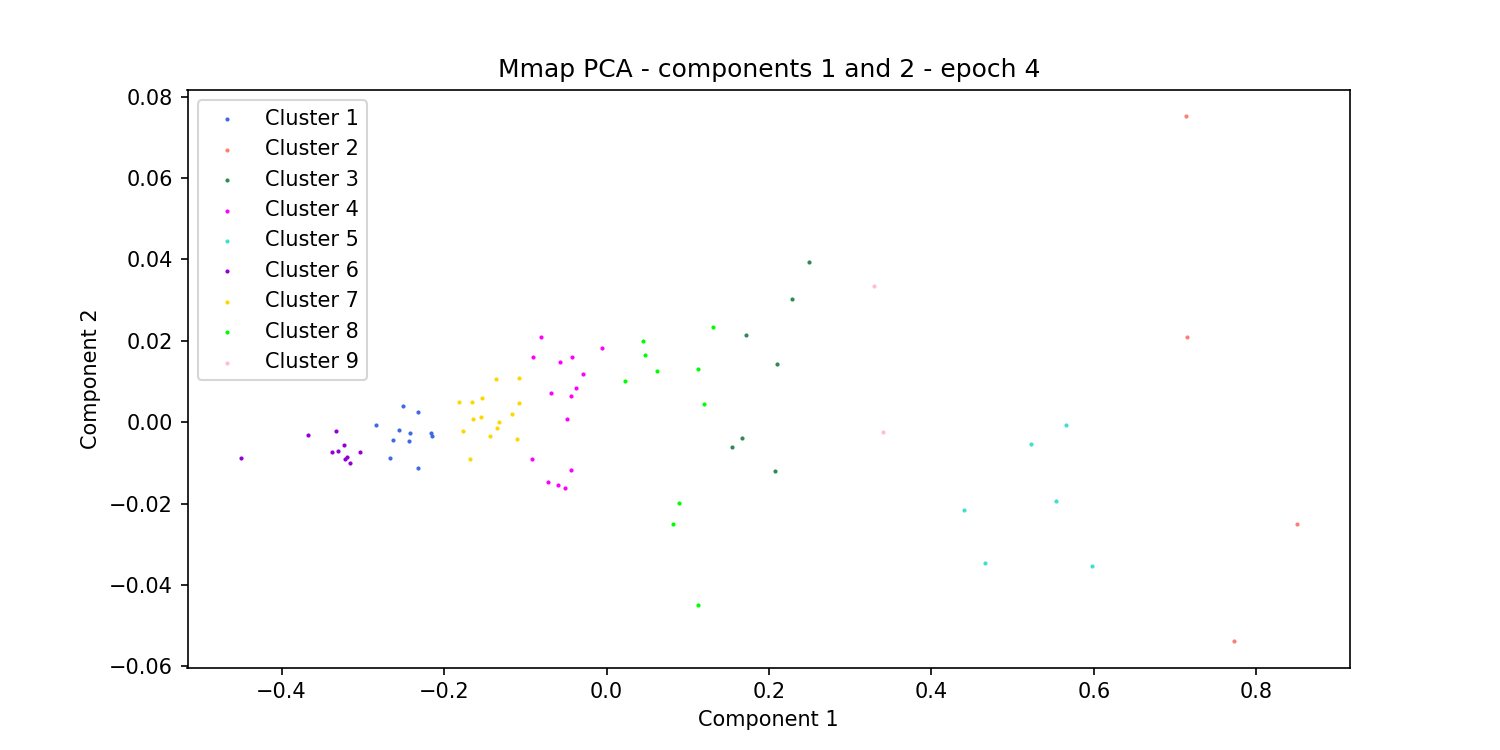 Mmap PCA - components 1 and 2 - epoch 4
0.08
0.06
0.04
0.02
0.00
−0.02
−0.04
−0.06
Component 2
Cluster 1
Cluster 2
Cluster 3
Cluster 4
Cluster 5
Cluster 6
Cluster 7
Cluster 8
Cluster 9
−0.4 −0.2 0.0 0.2 0.4 0.6 0.8
Component 1